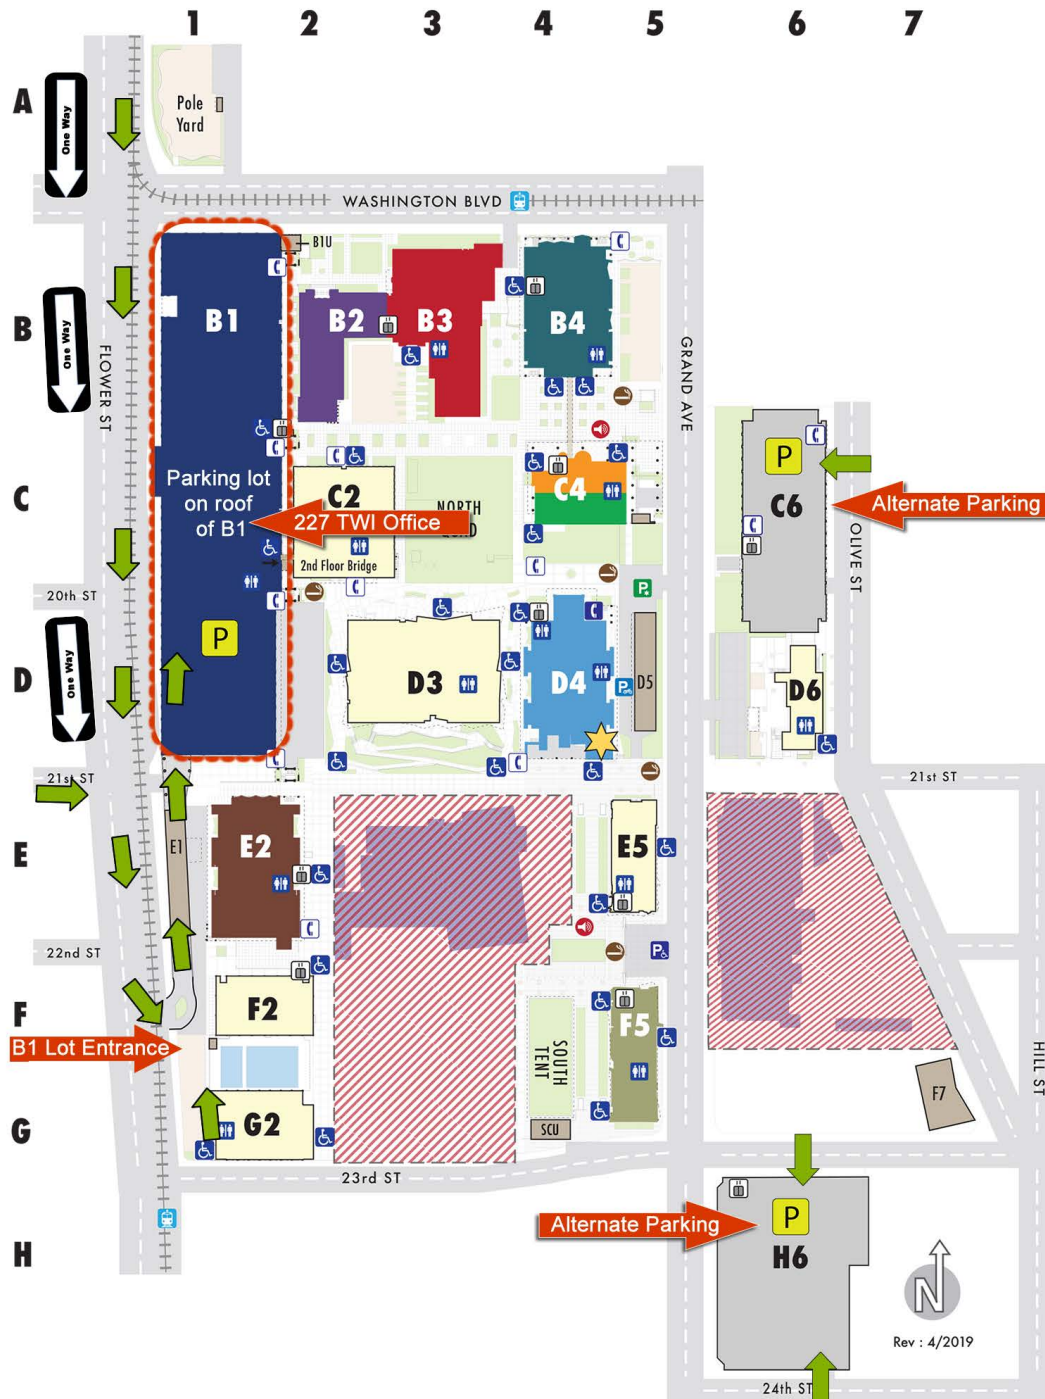 1 2 3 4 5 6 7
A
One Way
Pole
Yard
WASHINGTON BLVD
B1U
B
One Way
FLOWER ST
B1
B2
B3
B4
GRAND AVE
C
Parking lot
on roof
of B1
C2
227 TWI Office
2nd Floor Bridge
NORTH
C4
P
C6
Alternate Parking
OLIVE ST
20th ST
P
D
One Way
P
D3
D4
P
D5
D6
21st ST
21st ST
E
E1
E2
E5
22nd ST
P
F
F2
F5
B1 Lot Entrance
SOUTH
TENT
F7
HILL ST
G
G2
SCU
23rd ST
Alternate Parking
P
H
H6
N
Rev : 4/2019
24th ST